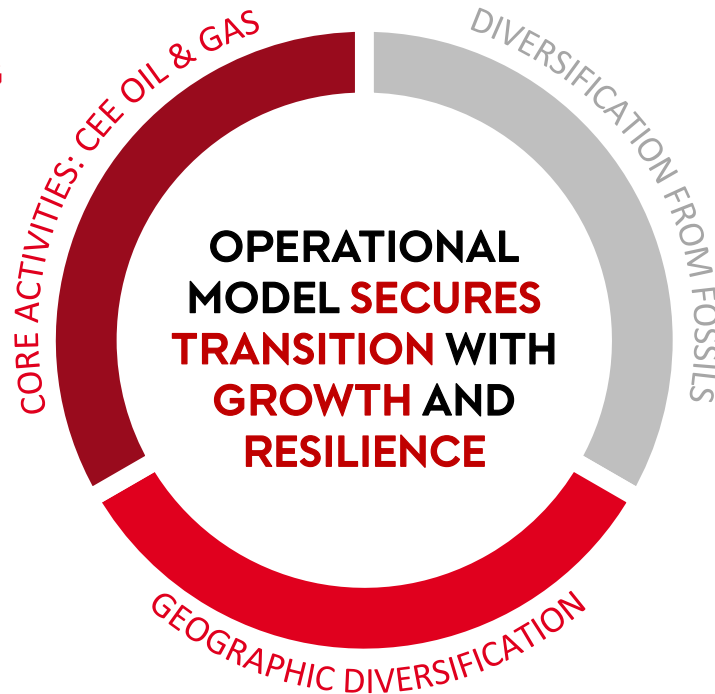 CORE ACTIVITIES: CEE OIL & GAS
DIVERSIFICATION FROM FOSSILS
OPERATIONAL
MODEL SECURES
TRANSITION WITH
GROWTH AND
RESILIENCE
GEOGRAPHIC DIVERSIFICATION